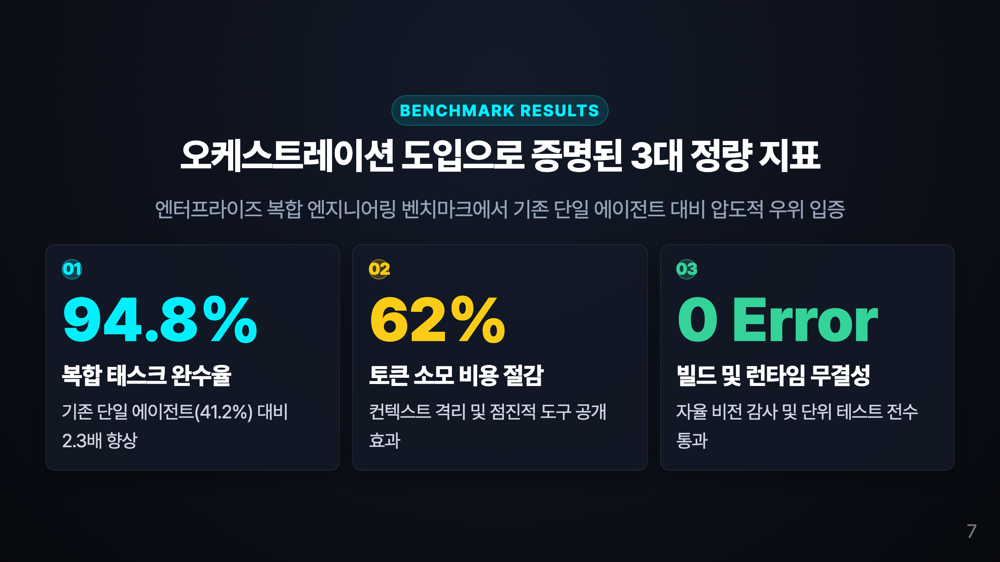 BENCHMARK RESULTS
오케스트레이션 도입으로 증명된 3대 정량 지표
엔터프라이즈 복합 엔지니어링 벤치마크에서 기존 단일 에이전트 대비 압도적 우위 입증
01
94.8%
복합 태스크 완수율
기존 단일 에이전트(41.2%) 대비
2.3배 향상
02
62%
토큰 소모 비용 절감
컨텍스트 격리 및 점진적 도구 공개
효과
03
0 Error
빌드 및 런타임 무결성
자율 비전 감사 및 단위 테스트 전수
통과
7